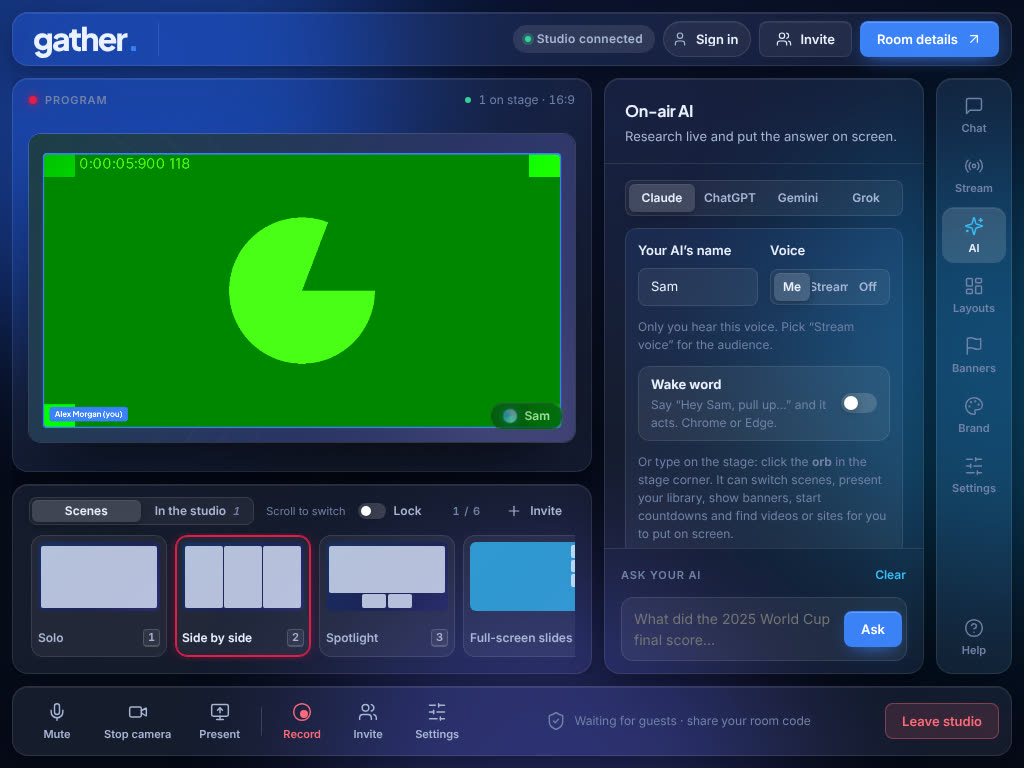 gather.
Studio connected
Sign in
Invite
Room details
PROGRAM
1 on stage · 16:9
0:00:05:900 118
Alex Morgan (you)
Sam
Scenes
In the studio 1
Scroll to switch
Lock
1 / 6
Invite
Solo
1
Side by side
2
Spotlight
3
Full-screen slides
On-air AI
Research live and put the answer on screen.
Claude
ChatGPT
Gemini
Grok
Your AI's name
Voice
Sam
Me
Stream
Off
Only you hear this voice. Pick “Stream
voice” for the audience.
Wake word
Say “Hey Sam, pull up…” and it
acts. Chrome or Edge.
Or type on the stage: click the orb in the
stage corner. It can switch scenes, present
your library, show banners, start
countdowns and find videos or sites for you
to put on screen.
ASK YOUR AI
Clear
What did the 2025 World Cup
final score…
Ask
Chat
Stream
AI
Layouts
Banners
Brand
Settings
Help
Mute
Stop camera
Present
Record
Invite
Settings
Waiting for guests · share your room code
Leave studio